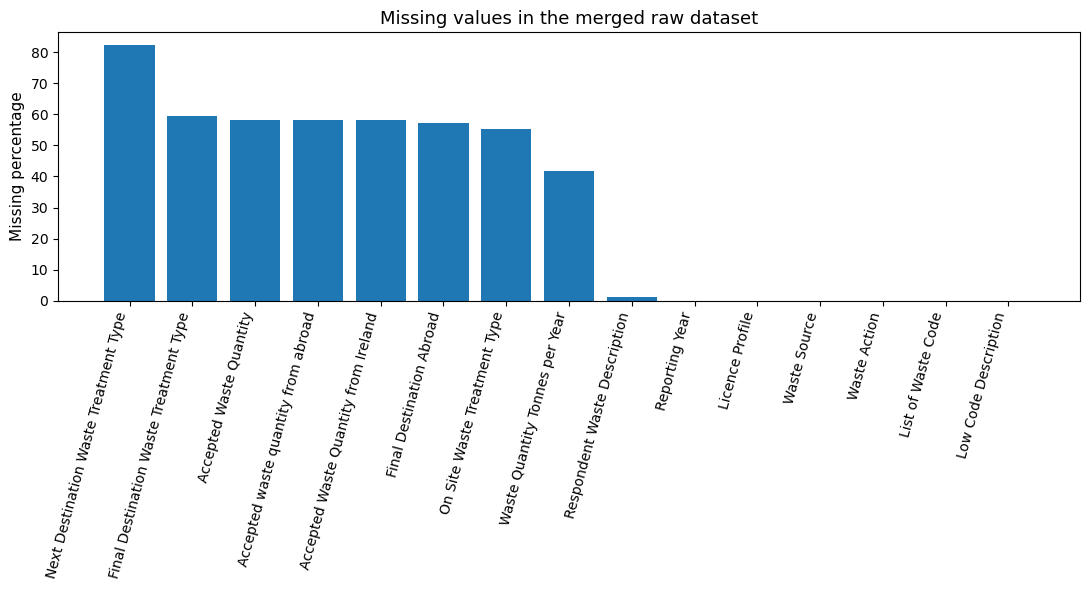 Missing values in the merged raw dataset
Missing percentage
80
70
60
50
40
30
20
10
0
Next Destination Waste Treatment Type
Final Destination Waste Treatment Type
Accepted Waste Quantity
Accepted waste quantity from abroad
Accepted Waste Quantity from Ireland
Final Destination Abroad
On Site Waste Treatment Type
Waste Quantity Tonnes per Year
Respondent Waste Description
Reporting Year
Licence Profile
Waste Source
Waste Action
List of Waste Code
Low Code Description